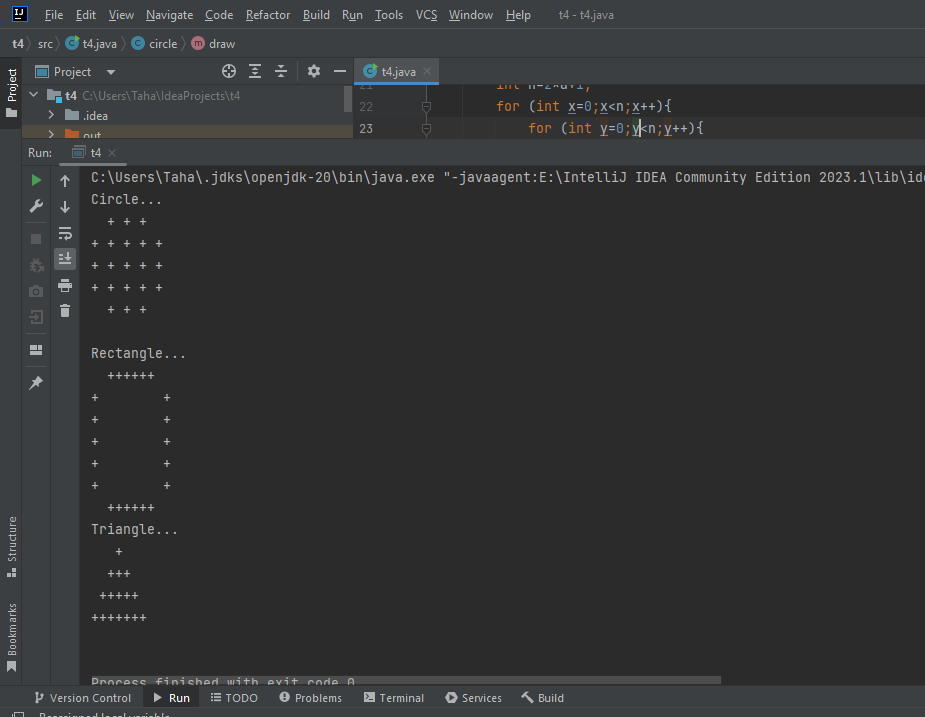 File Edit View Navigate Code Refactor Build Run Tools VCS Window Help t4 - t4.java
t4 src t4.java circle draw
Project
Project
t4.java
t4 C:\Users\Taha\IdeaProjects\t4
.idea
out
21 int n=2*a+1;
22 for (int x=0;x<n;x++){
23 for (int y=0;y<n;y++){
Run: t4
C:\Users\Taha\.jdks\openjdk-20\bin\java.exe "-javaagent:E:\IntelliJ IDEA Community Edition 2023.1\lib\ide
Circle...
  + + +
+ + + + +
+ + + + +
+ + + + +
  + + +
Rectangle...
  ++++++
+        +
+        +
+        +
+        +
+        +
  ++++++
Triangle...
   +
  +++
 +++++
+++++++
Process finished with exit code 0
Structure
Bookmarks
Version Control Run TODO Problems Terminal Services Build
Reassigned local variable